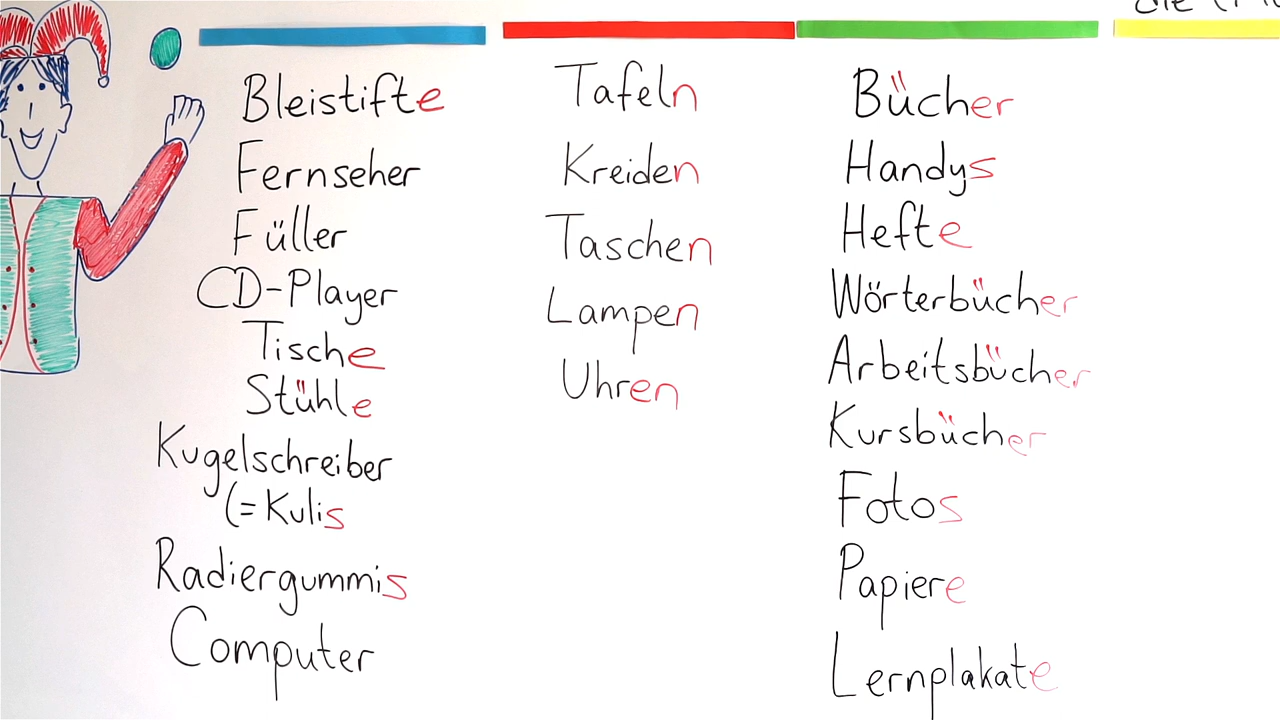 Bleistifte
Fernseher
Füller
CD-Player
Tische
Stühle
Kugelschreiber
(= Kulis
Radiergummis
Computer
Tafeln
Kreiden
Taschen
Lampen
Uhren
Bücher
Handys
Hefte
Wörterbücher
Arbeitsbücher
Kursbücher
Fotos
Papiere
Lernplakate
die